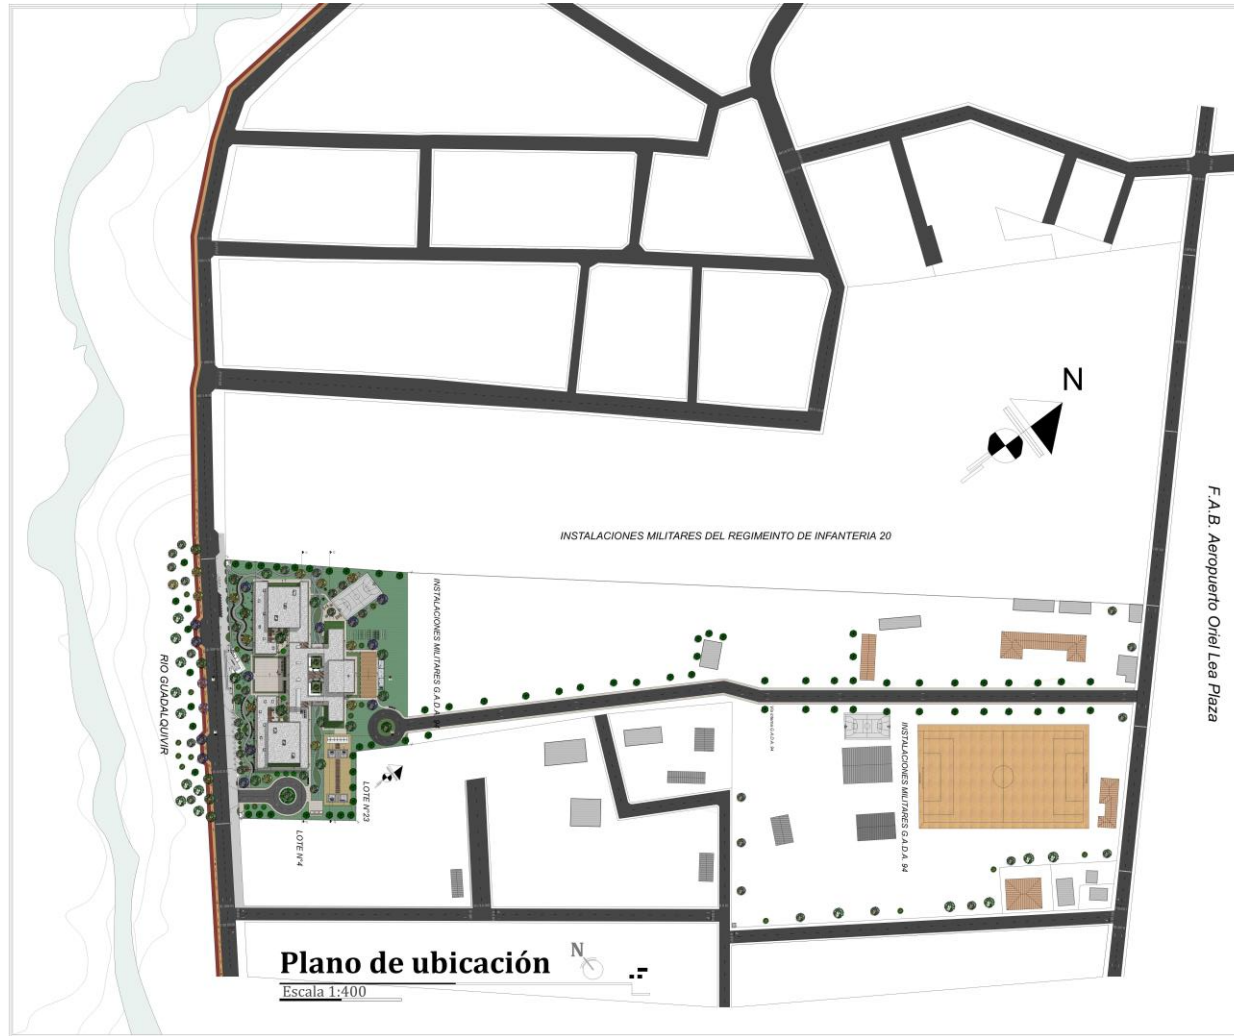 N
F.A.B. Aeropuerto Oriel Lea Plaza
INSTALACIONES MILITARES DEL REGIMEINTO DE INFANTERIA 20
INSTALACIONES MILITARES G.A.D.A. 94
RIO GUADALQUIVIR
INSTALACIONES MILITARES G.A.D.A. 94
LOTE N°23
LOTE N°4
Plano de ubicación
N
Escala 1:400